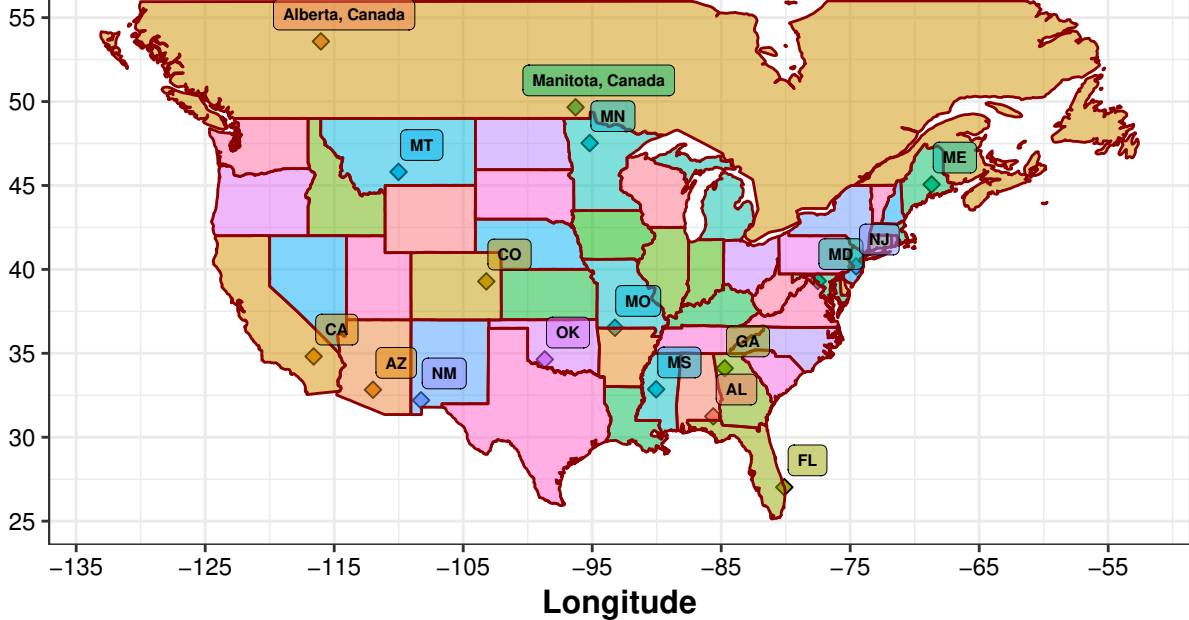 55
Alberta, Canada
Manitota, Canada
50
MN
MT
ME
45
NJ
MD
CO
40
MO
CA
OK
GA
35
AZ
NM
MS
AL
30
FL
25
−135
−125
−115
−105
−95
−85
−75
−65
−55
Longitude